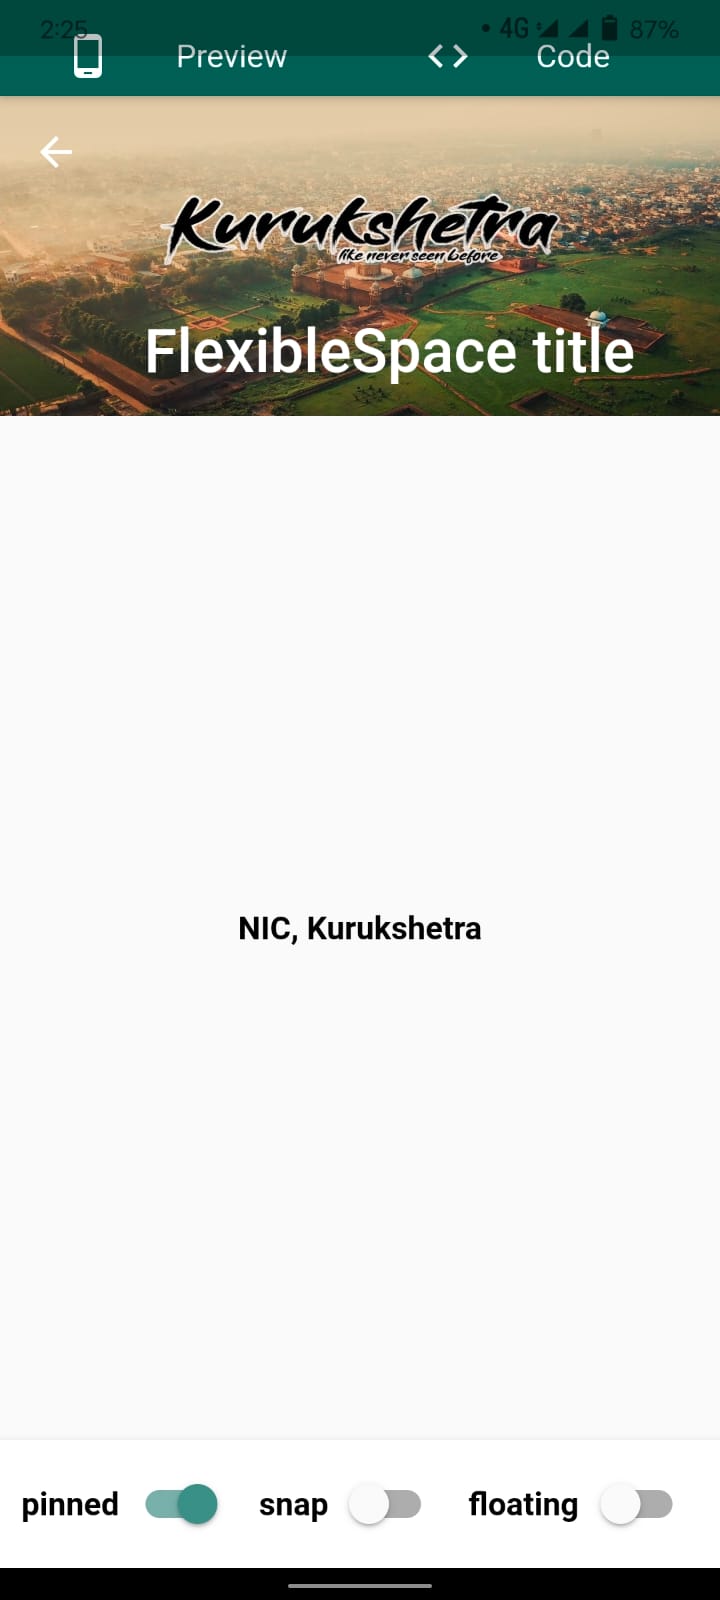 2:25 4G 87%
Preview Code
Kurukshetra
like never seen before
FlexibleSpace title
NIC, Kurukshetra
pinned snap floating